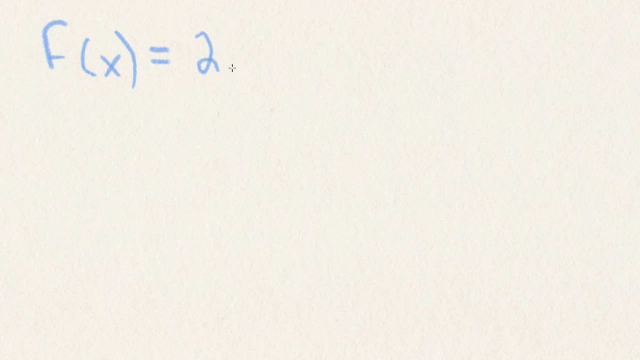 F(x) = 2